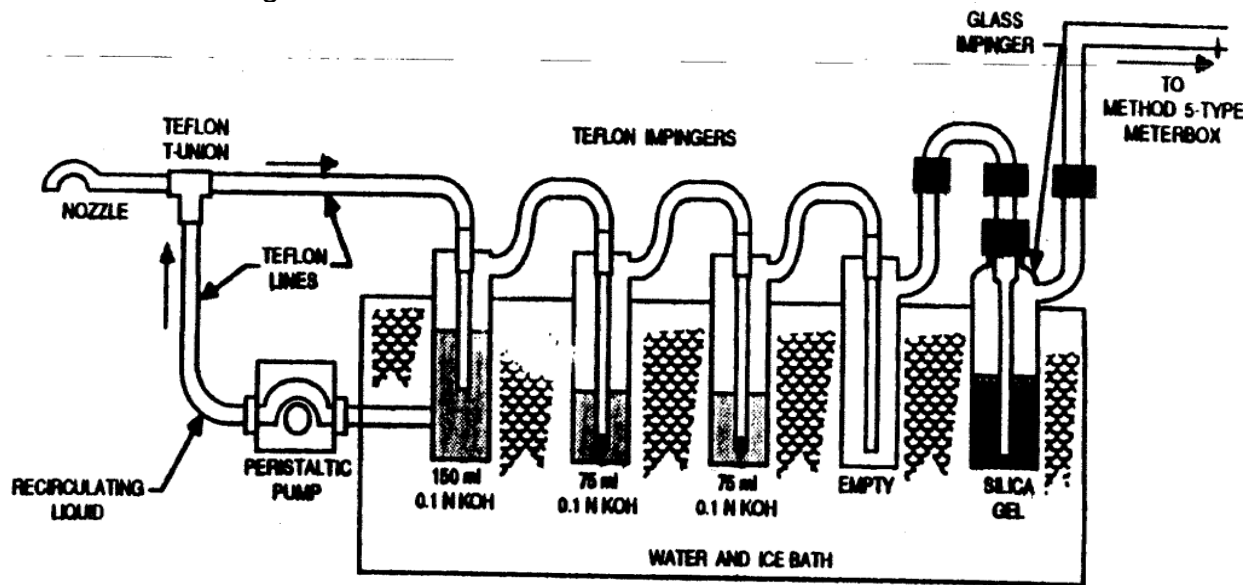 GLASS
IMPINGER
TO
METHOD 5-TYPE
METERBOX
TEFLON
T-UNION
TEFLON IMPINGERS
NOZZLE
TEFLON
LINES
PERISTALTIC
PUMP
RECIRCULATING
LIQUID
150 ml
0.1 N KOH
75 ml
0.1 N KOH
75 ml
0.1 N KOH
EMPTY
SILICA
GEL
WATER AND ICE BATH